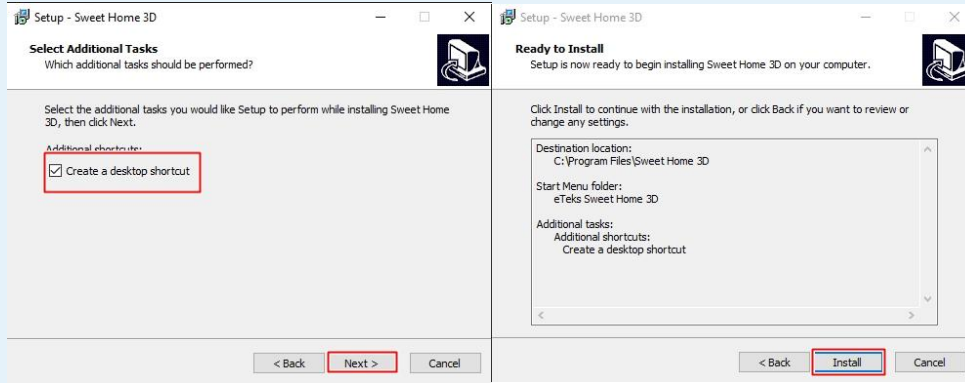 Setup - Sweet Home 3D
Select Additional Tasks
Which additional tasks should be performed?
Select the additional tasks you would like Setup to perform while installing Sweet Home
3D, then click Next.
Additional shortcuts:
Create a desktop shortcut
< Back
Next >
Cancel
Setup - Sweet Home 3D
Ready to Install
Setup is now ready to begin installing Sweet Home 3D on your computer.
Click Install to continue with the installation, or click Back if you want to review or
change any settings.
Destination location:
C:\Program Files\Sweet Home 3D
Start Menu folder:
eTeks Sweet Home 3D
Additional tasks:
Additional shortcuts:
Create a desktop shortcut
< Back
Install
Cancel